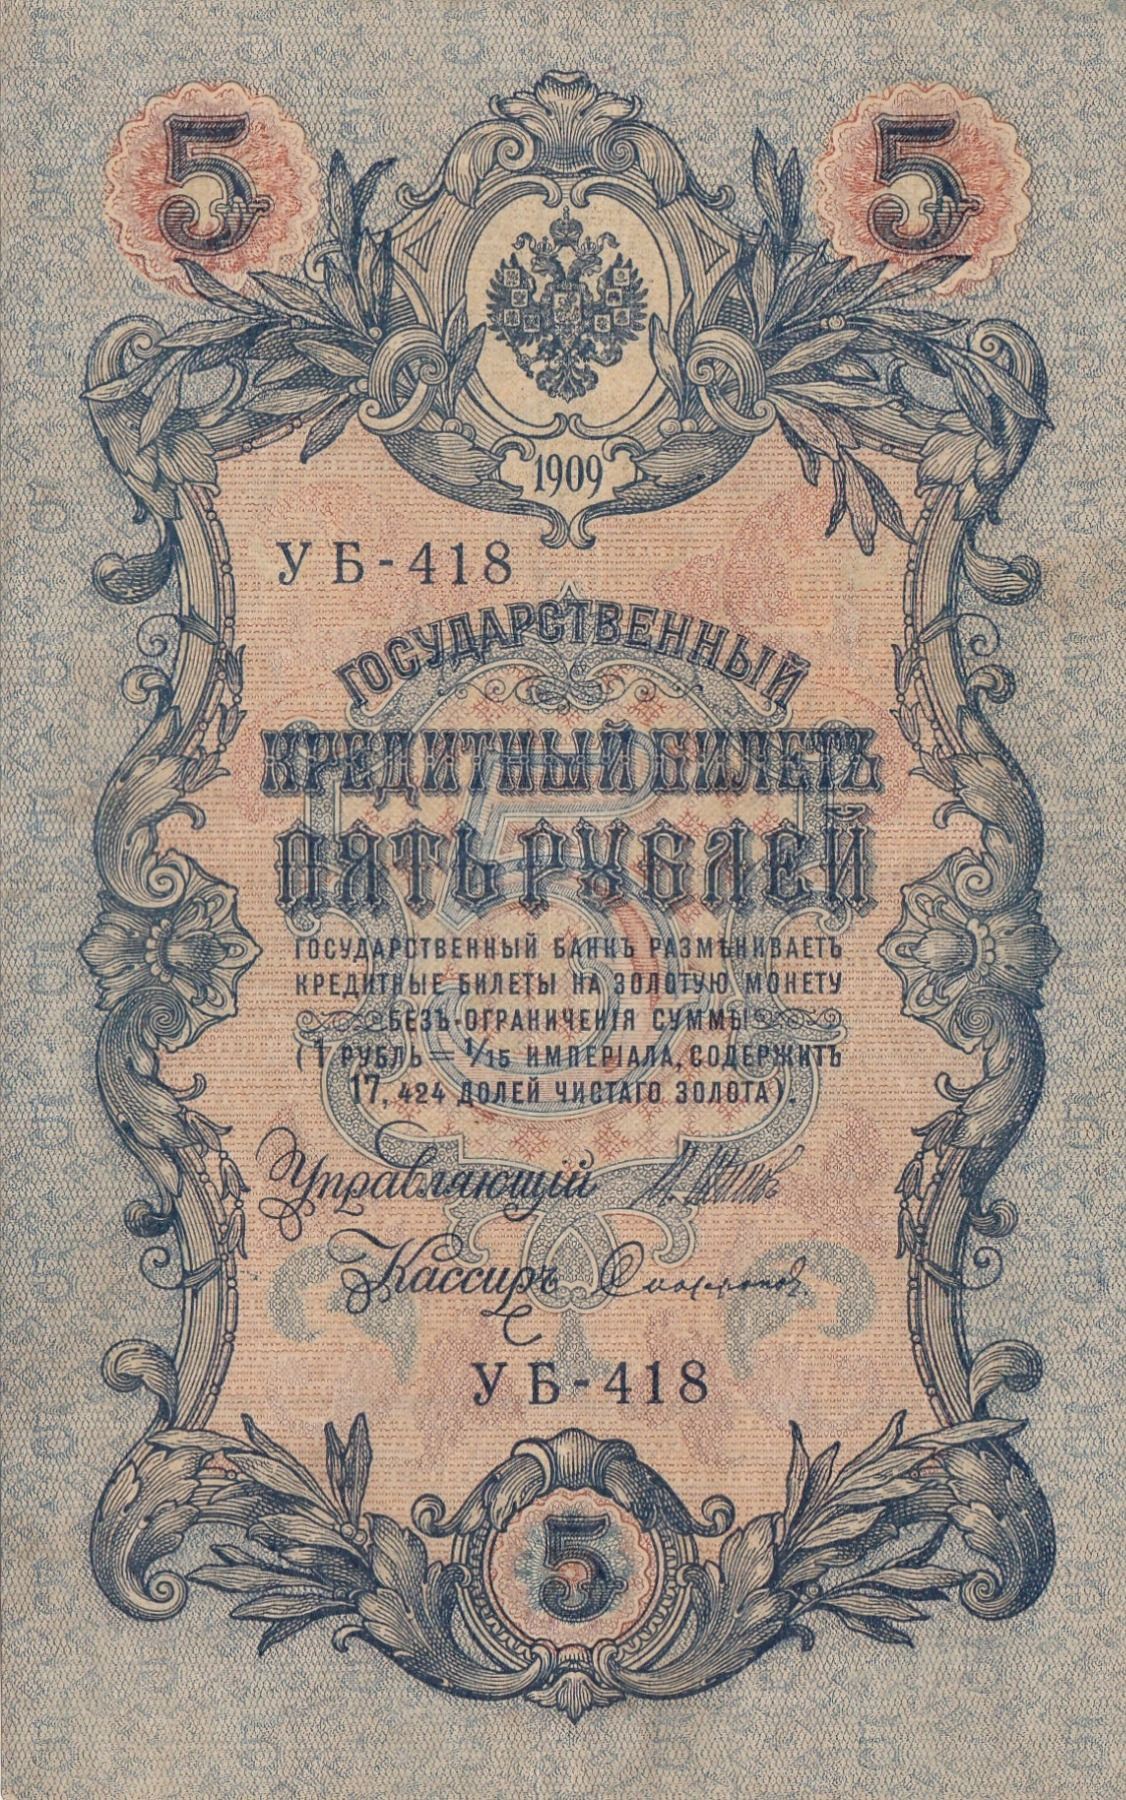 5 5
1909
УБ-418
ГОСУДАРСТВЕННЫЙ
КРЕДИТНЫЙ БИЛЕТЪ
ПЯТЬ РУБЛЕЙ
ГОСУДАРСТВЕННЫЙ БАНКЪ РАЗМѢНИВАЕТЪ
КРЕДИТНЫЕ БИЛЕТЫ НА ЗОЛОТУЮ МОНЕТУ
БЕЗЪ ОГРАНИЧЕНІЯ СУММЫ
(1 РУБЛЬ = 1/15 ИМПЕРІАЛА, СОДЕРЖИТЪ
17,424 ДОЛЕЙ ЧИСТАГО ЗОЛОТА).
Управляющій
Кассиръ
УБ-418
5